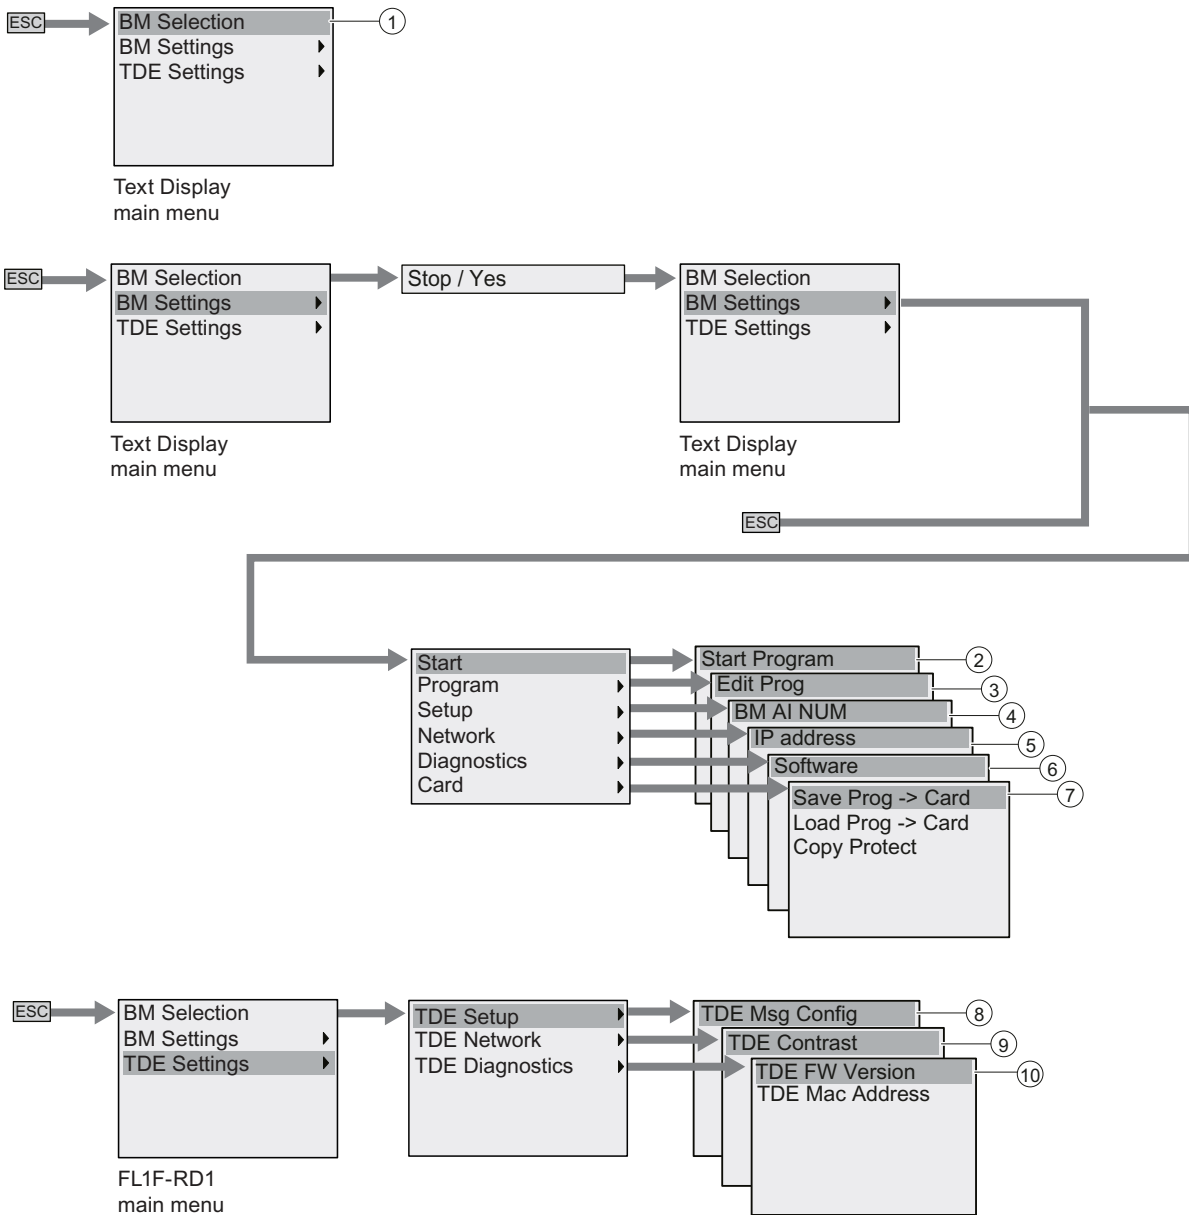 ESC
BM Selection
1
BM Settings
TDE Settings
Text Display
main menu
ESC
BM Selection
BM Settings
TDE Settings
Text Display
main menu
Stop / Yes
BM Selection
BM Settings
TDE Settings
Text Display
main menu
ESC
Start
Program
Setup
Network
Diagnostics
Card
Start Program
2
Edit Prog
3
BM AI NUM
4
IP address
5
Software
6
Save Prog -> Card
7
Load Prog -> Card
Copy Protect
ESC
BM Selection
BM Settings
TDE Settings
FL1F-RD1
main menu
TDE Setup
TDE Network
TDE Diagnostics
TDE Msg Config
8
TDE Contrast
9
TDE FW Version
10
TDE Mac Address